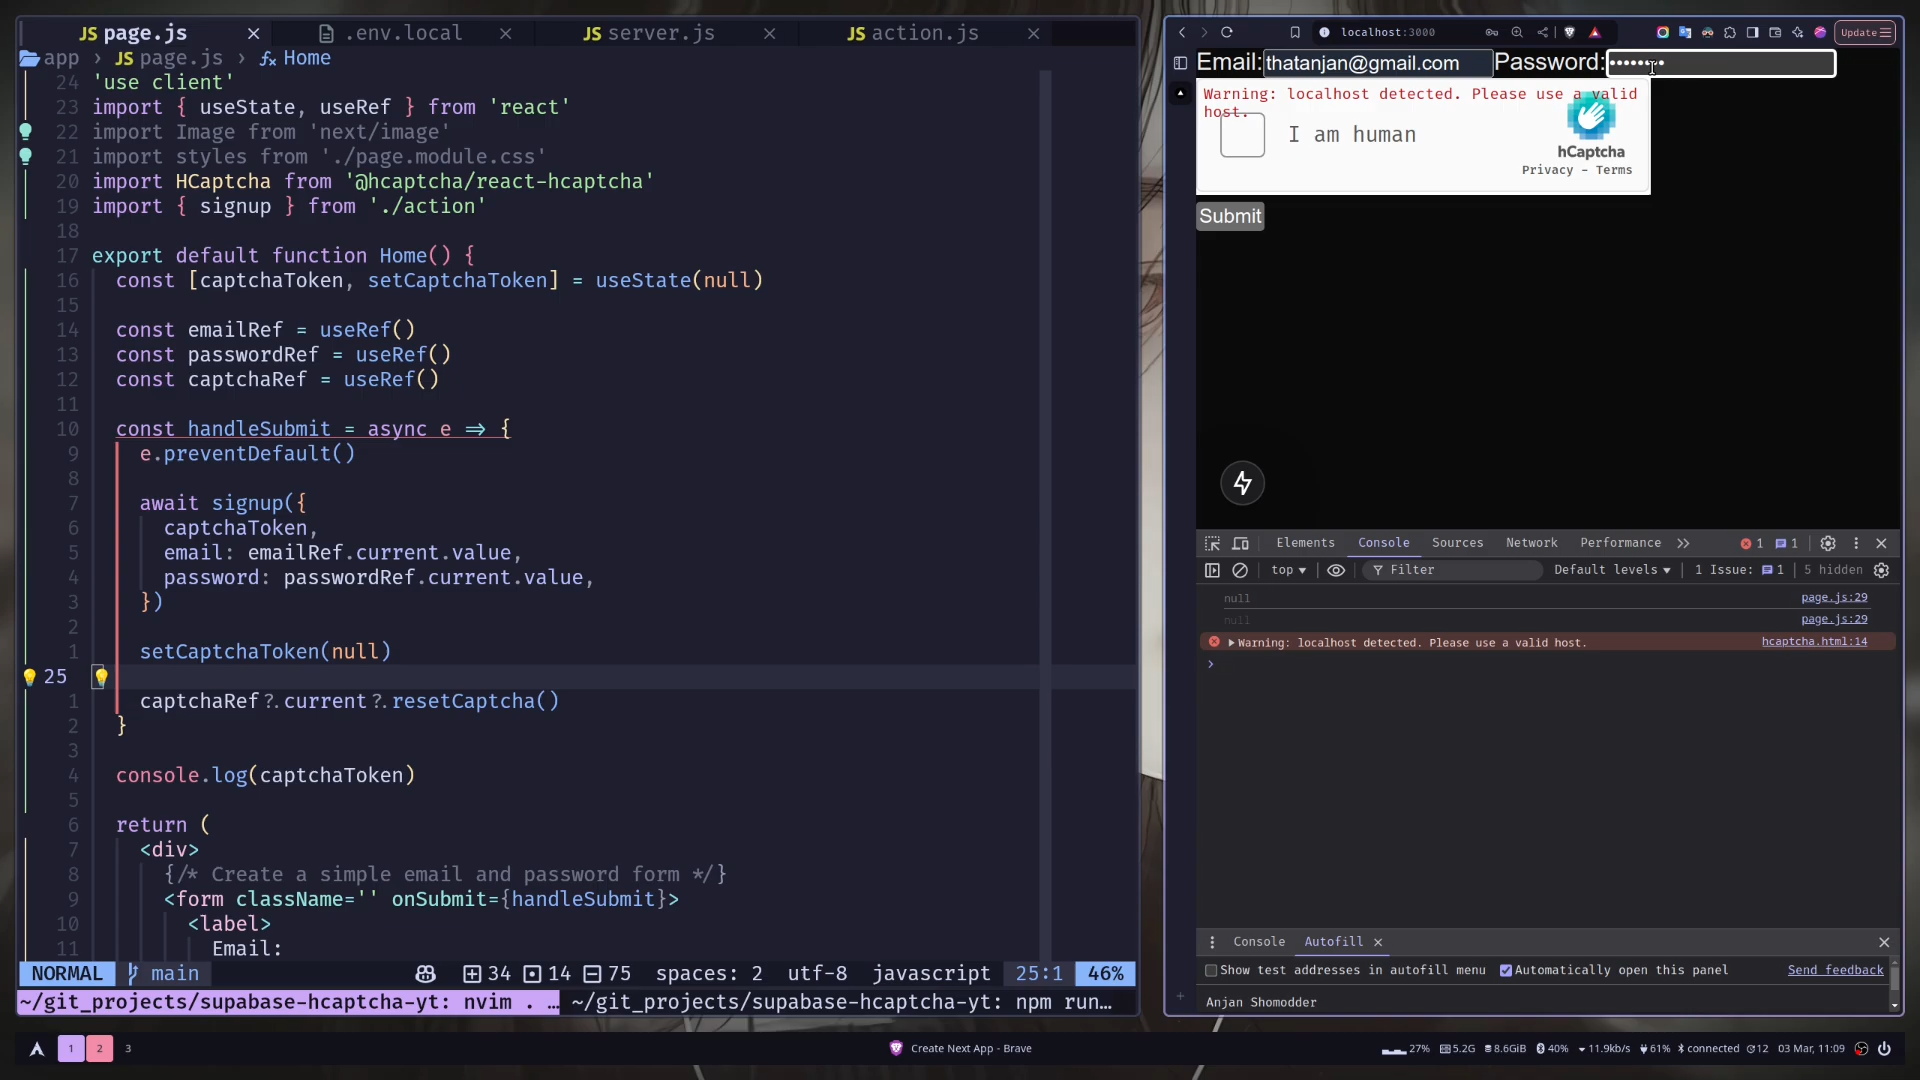 JS page.js
.env.local
JS server.js
JS action.js
app > JS page.js > fx Home
24 'use client'
23 import { useState, useRef } from 'react'
22 import Image from 'next/image'
21 import styles from './page.module.css'
20 import HCaptcha from '@hcaptcha/react-hcaptcha'
19 import { signup } from './action'
18
17 export default function Home() {
16 const [captchaToken, setCaptchaToken] = useState(null)
15
14 const emailRef = useRef()
13 const passwordRef = useRef()
12 const captchaRef = useRef()
11
10 const handleSubmit = async e => {
9 e.preventDefault()
8
7 await signup({
6 captchaToken,
5 email: emailRef.current.value,
4 password: passwordRef.current.value,
3 })
2
1 setCaptchaToken(null)
25
1 captchaRef?.current?.resetCaptcha()
2 }
3
4 console.log(captchaToken)
5
6 return (
7 <div>
8 {/* Create a simple email and password form */}
9 <form className='' onSubmit={handleSubmit}>
10 <label>
11 Email:
NORMAL main 34 14 75 spaces: 2 utf-8 javascript 25:1 46%
~/git_projects/supabase-hcaptcha-yt: nvim . … ~/git_projects/supabase-hcaptcha-yt: npm run…
localhost:3000
Update
Email: thatanjan@gmail.com Password: ••••••••
Warning: localhost detected. Please use a valid
host.
I am human
hCaptcha
Privacy - Terms
Submit
Elements Console Sources Network Performance 1 1
top Filter Default levels 1 Issue: 1 5 hidden
null page.js:29
null page.js:29
Warning: localhost detected. Please use a valid host. hcaptcha.html:14
Console Autofill
Show test addresses in autofill menu Automatically open this panel Send feedback
Anjan Shomodder
1 2 3
Create Next App - Brave
27% 5.2G 8.6GiB 40% 11.9kb/s 61% connected 12 03 Mar, 11:09